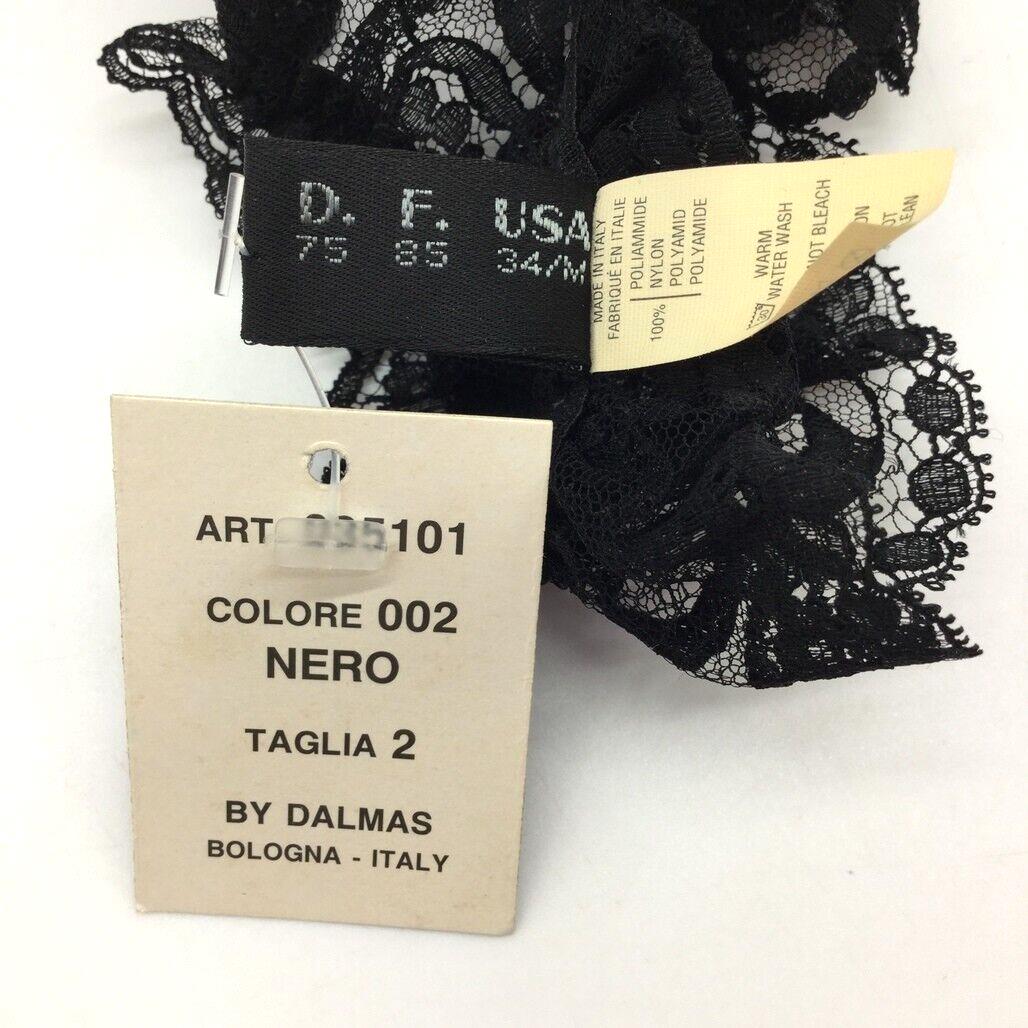 D. F. USA
75 85 34/M
MADE IN ITALY
FABRIQUÉ EN ITALIE
100% POLIAMMIDE
NYLON
POLYAMID
POLYAMIDE
30
WARM
WATER WASH
NOT BLEACH
ART 101
COLORE 002
NERO
TAGLIA 2
BY DALMAS
BOLOGNA - ITALY